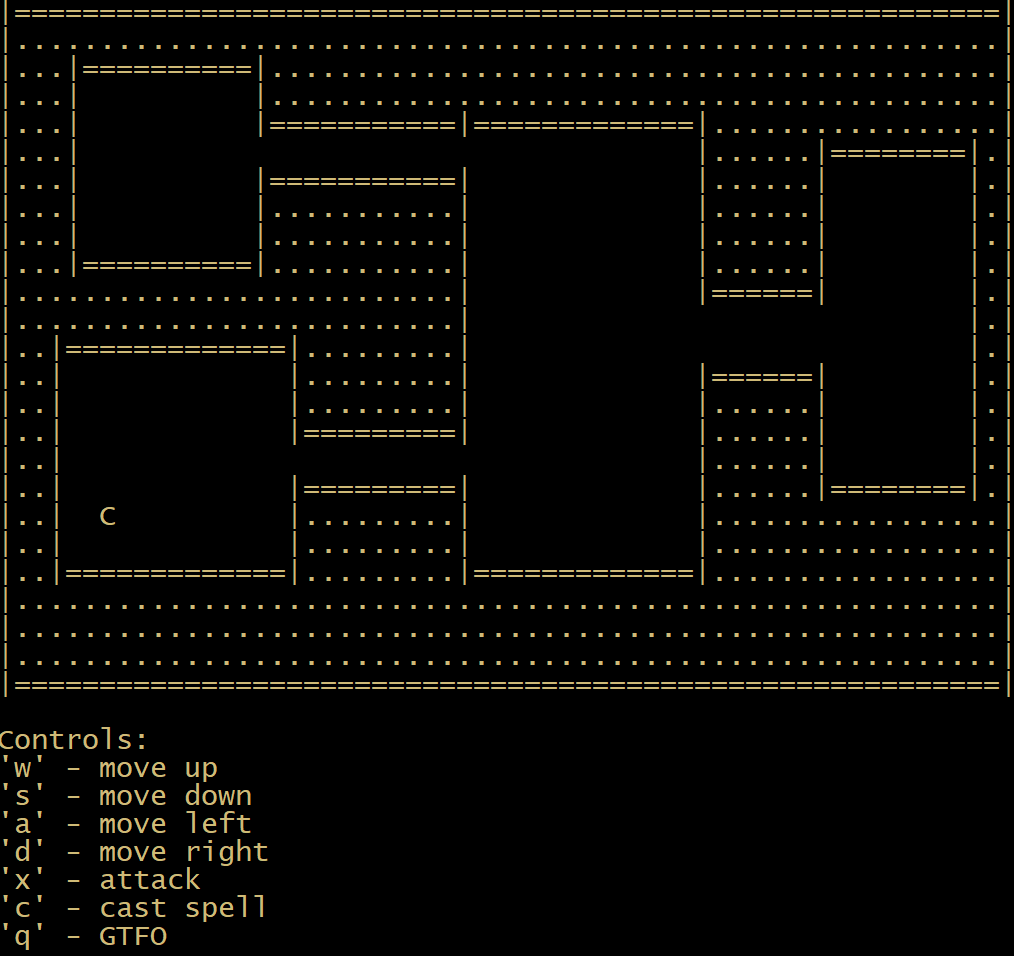 |==========================================================|
|..........................................................|
|...|==========|...........................................|
|...|          |...........................................|
|...|          |===========|=============|.................|
|...|                                    |......|========|.|
|...|          |===========|             |......|        |.|
|...|          |...........|             |......|        |.|
|...|          |...........|             |......|        |.|
|...|==========|...........|             |......|        |.|
|..........................|             |======|        |.|
|..........................|                             |.|
|..|=============|.........|                             |.|
|..|             |.........|             |======|        |.|
|..|             |.........|             |......|        |.|
|..|             |=========|             |......|        |.|
|..|                                     |......|        |.|
|..|             |=========|             |......|========|.|
|..|  C          |.........|             |.................|
|..|             |.........|             |.................|
|..|=============|.........|=============|.................|
|..........................................................|
|..........................................................|
|..........................................................|
|==========================================================|
Controls:
'w' - move up
's' - move down
'a' - move left
'd' - move right
'x' - attack
'c' - cast spell
'q' - GTFO